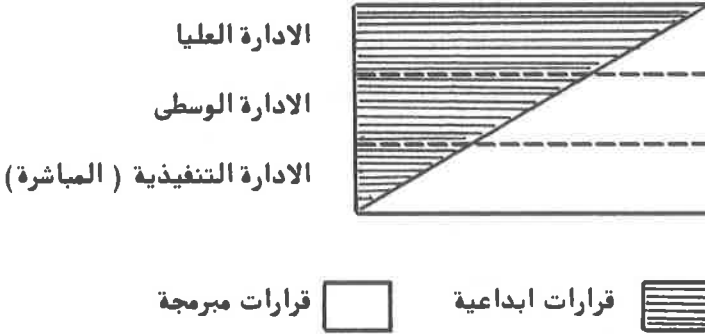 الادارة العليا
الادارة الوسطى
الادارة التنفيذية ( المباشرة )
قرارات ابداعية
قرارات مبرمجة